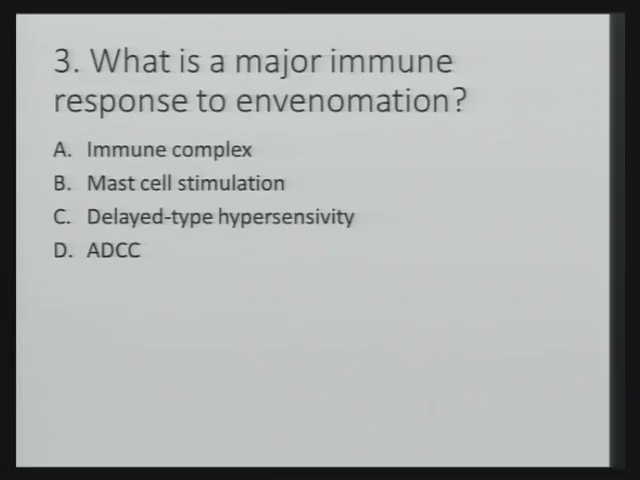 3. What is a major immune
response to envenomation?
A. Immune complex
B. Mast cell stimulation
C. Delayed-type hypersensivity
D. ADCC